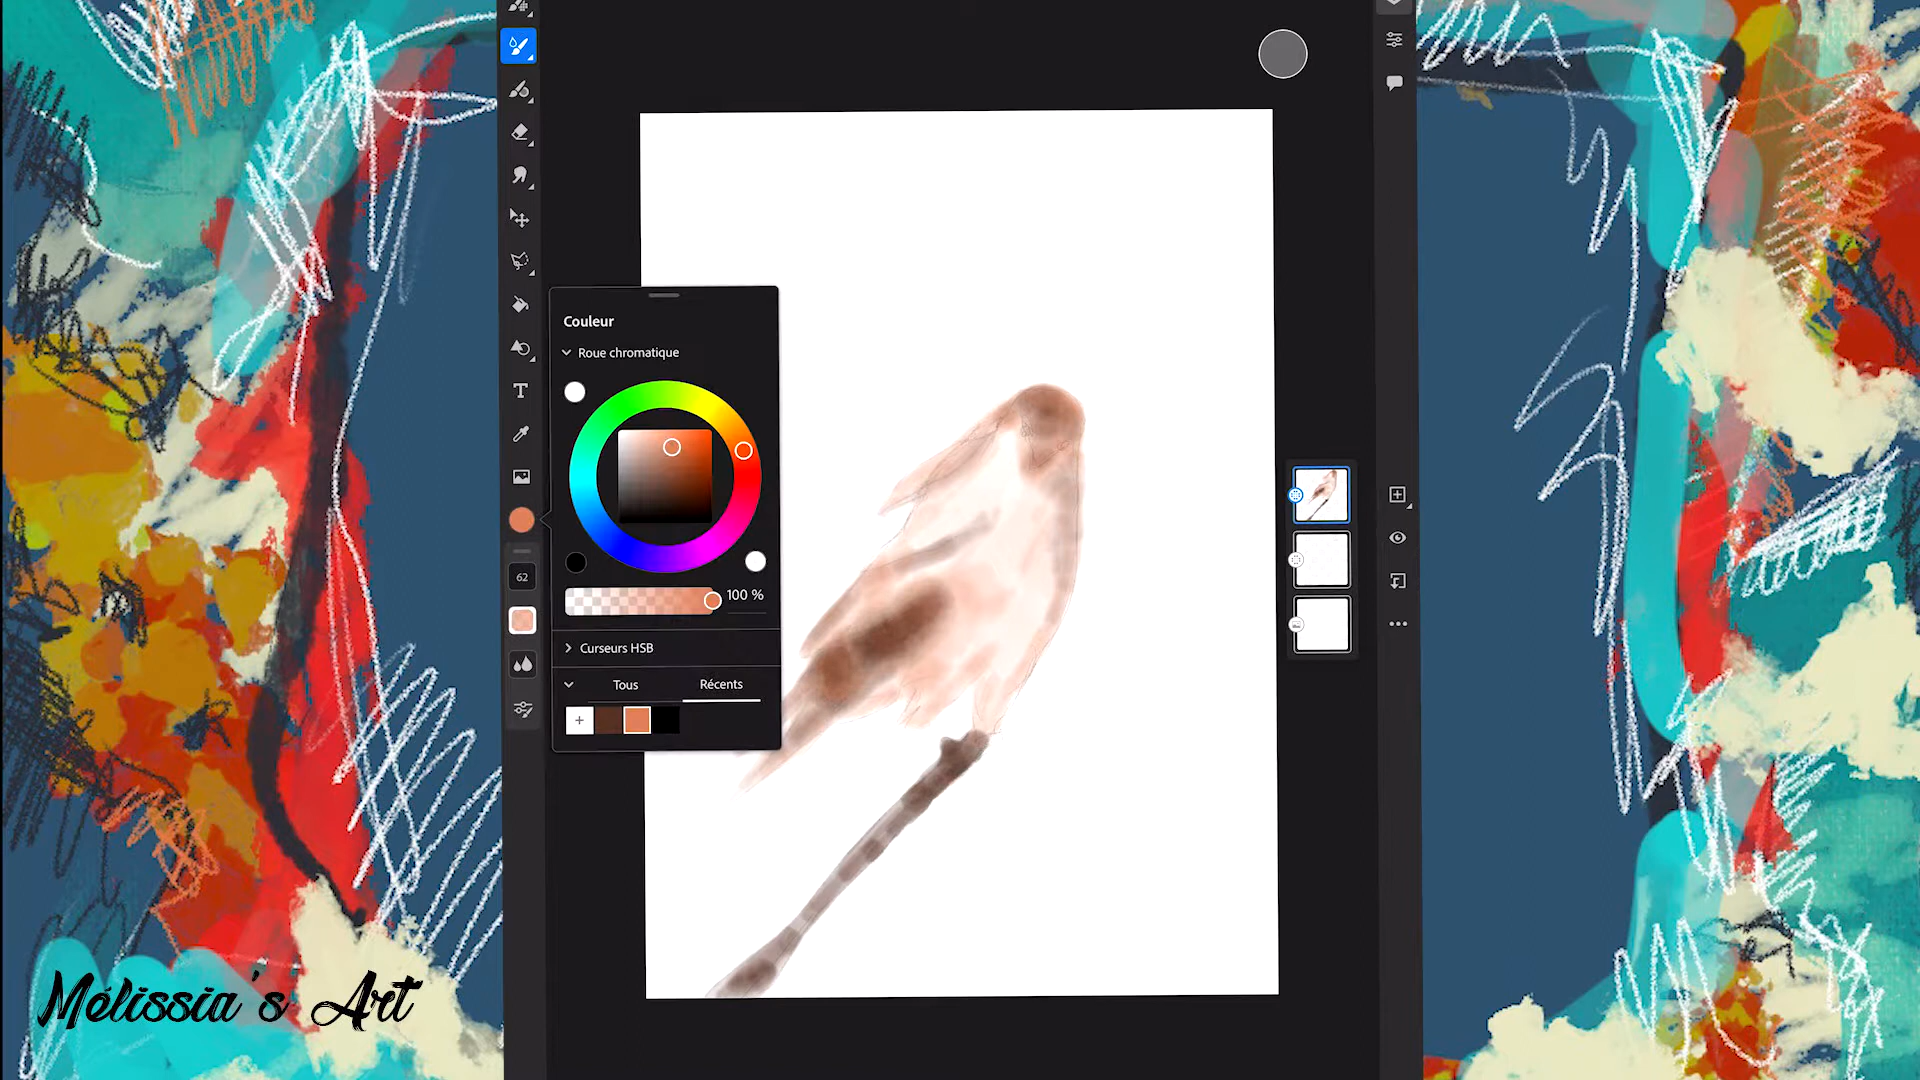 Couleur
Roue chromatique
T
62
100 %
Curseurs HSB
Tous
Récents
Mélissia's Art